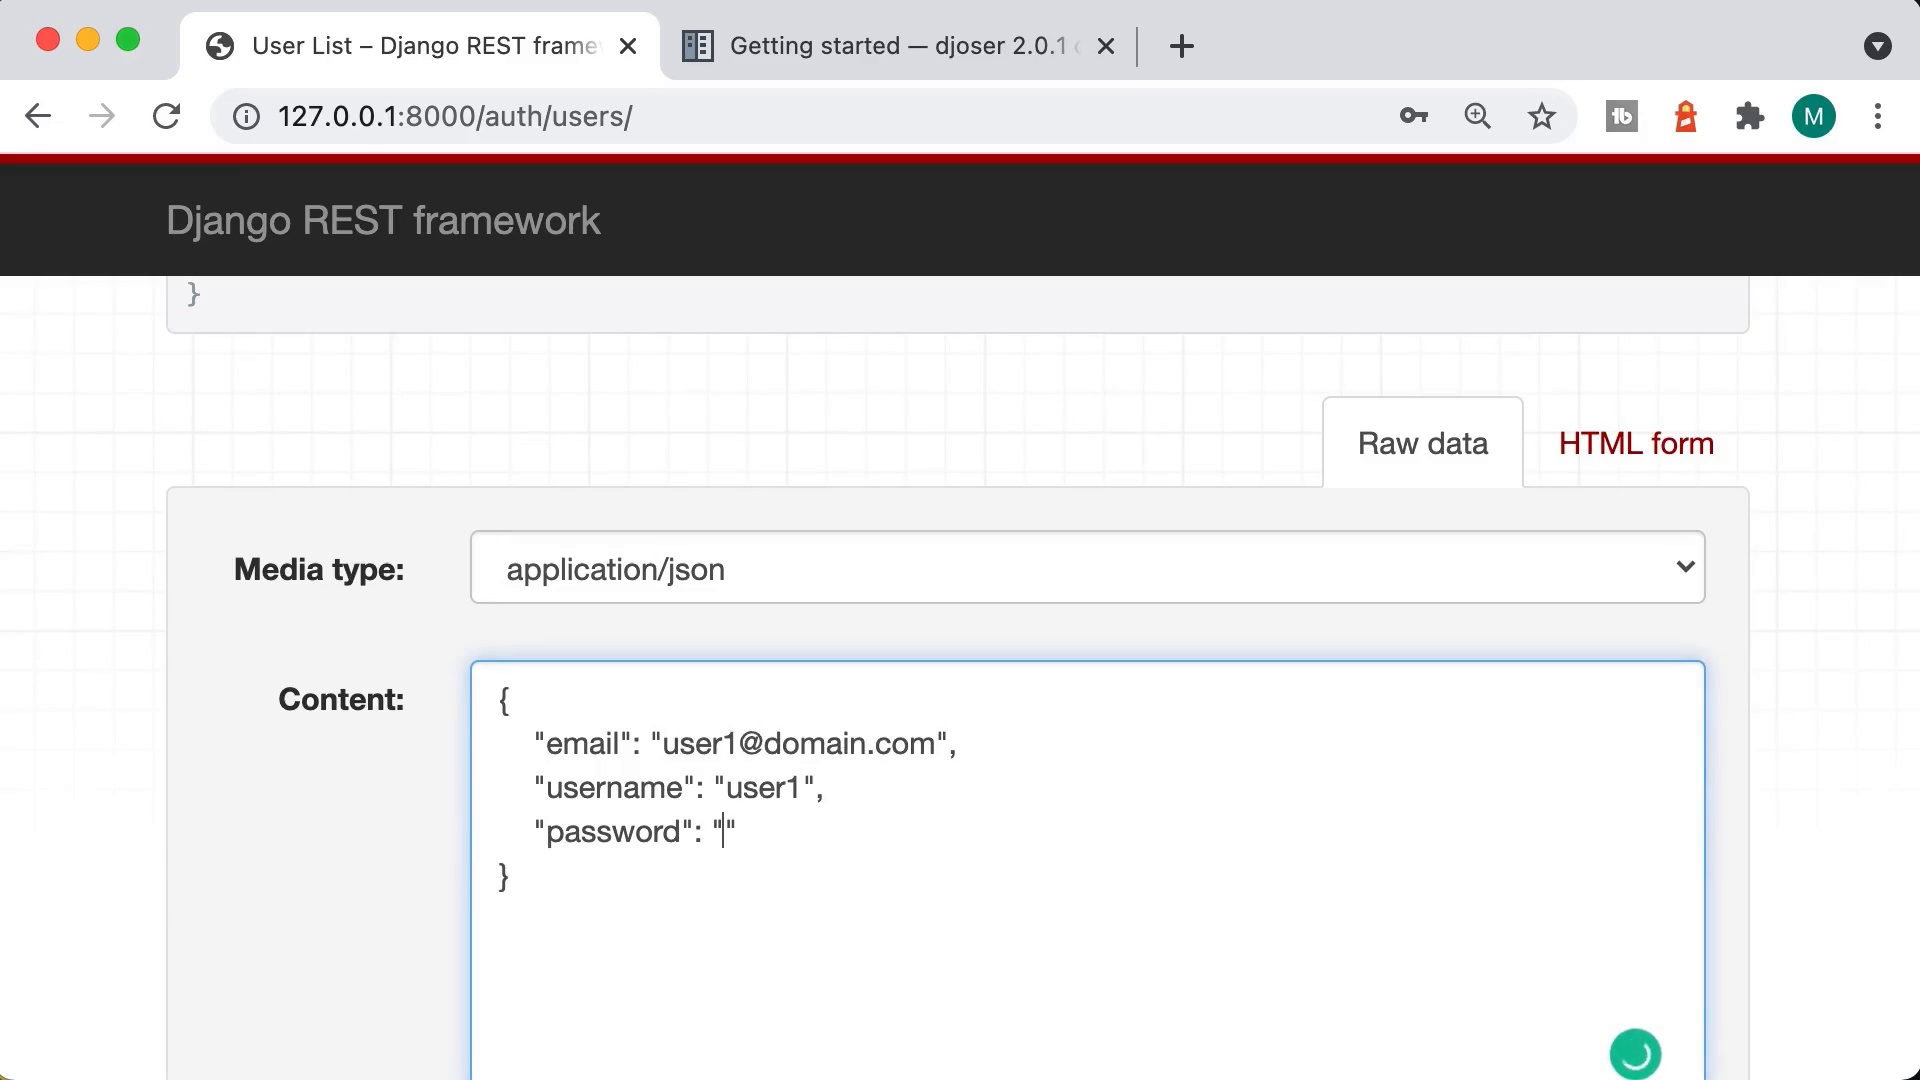 User List – Django REST frame
Getting started — djoser 2.0.1
127.0.0.1:8000/auth/users/
M
Django REST framework
}
Raw data
HTML form
Media type:
application/json
Content:
{
"email": "user1@domain.com",
"username": "user1",
"password": ""
}